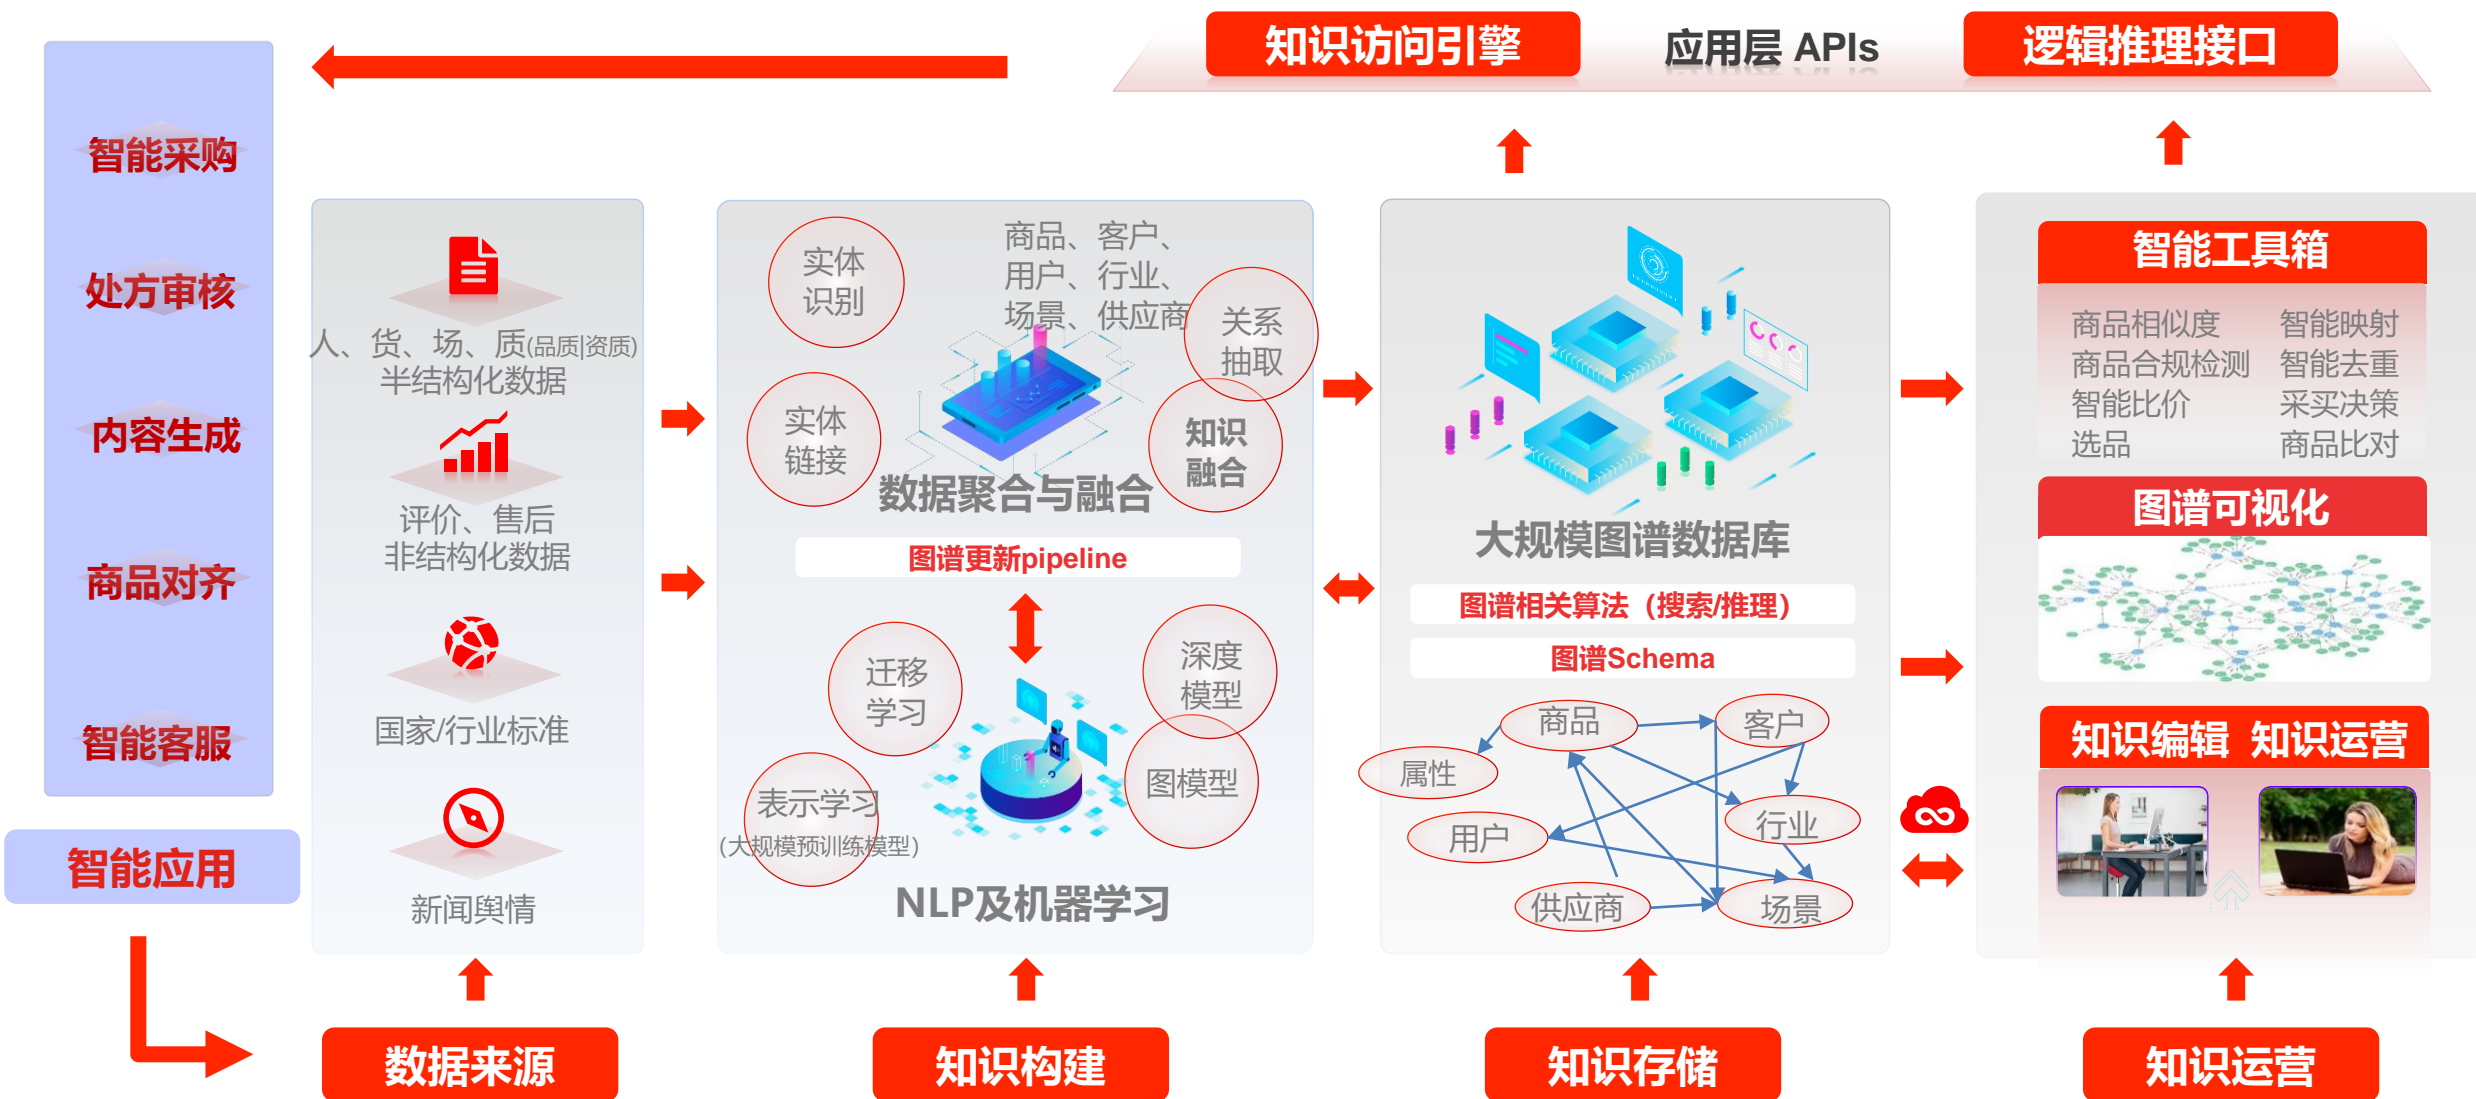 知识访问引擎
应用层 APIs
逻辑推理接口
智能采购
处方审核
内容生成
商品对齐
智能客服
智能应用
人、货、场、质(品质|资质)
半结构化数据
评价、售后
非结构化数据
国家/行业标准
新闻舆情
数据来源
实体
识别
商品、客户、
用户、行业、
场景、供应商
关系
抽取
实体
链接
知识
融合
数据聚合与融合
图谱更新pipeline
迁移
学习
深度
模型
图模型
表示学习
(大规模预训练模型)
NLP及机器学习
知识构建
大规模图谱数据库
图谱相关算法（搜索/推理）
图谱Schema
商品
客户
属性
用户
行业
供应商
场景
知识存储
智能工具箱
商品相似度 智能映射
商品合规检测 智能去重
智能比价 采买决策
选品 商品比对
图谱可视化
知识编辑 知识运营
知识运营